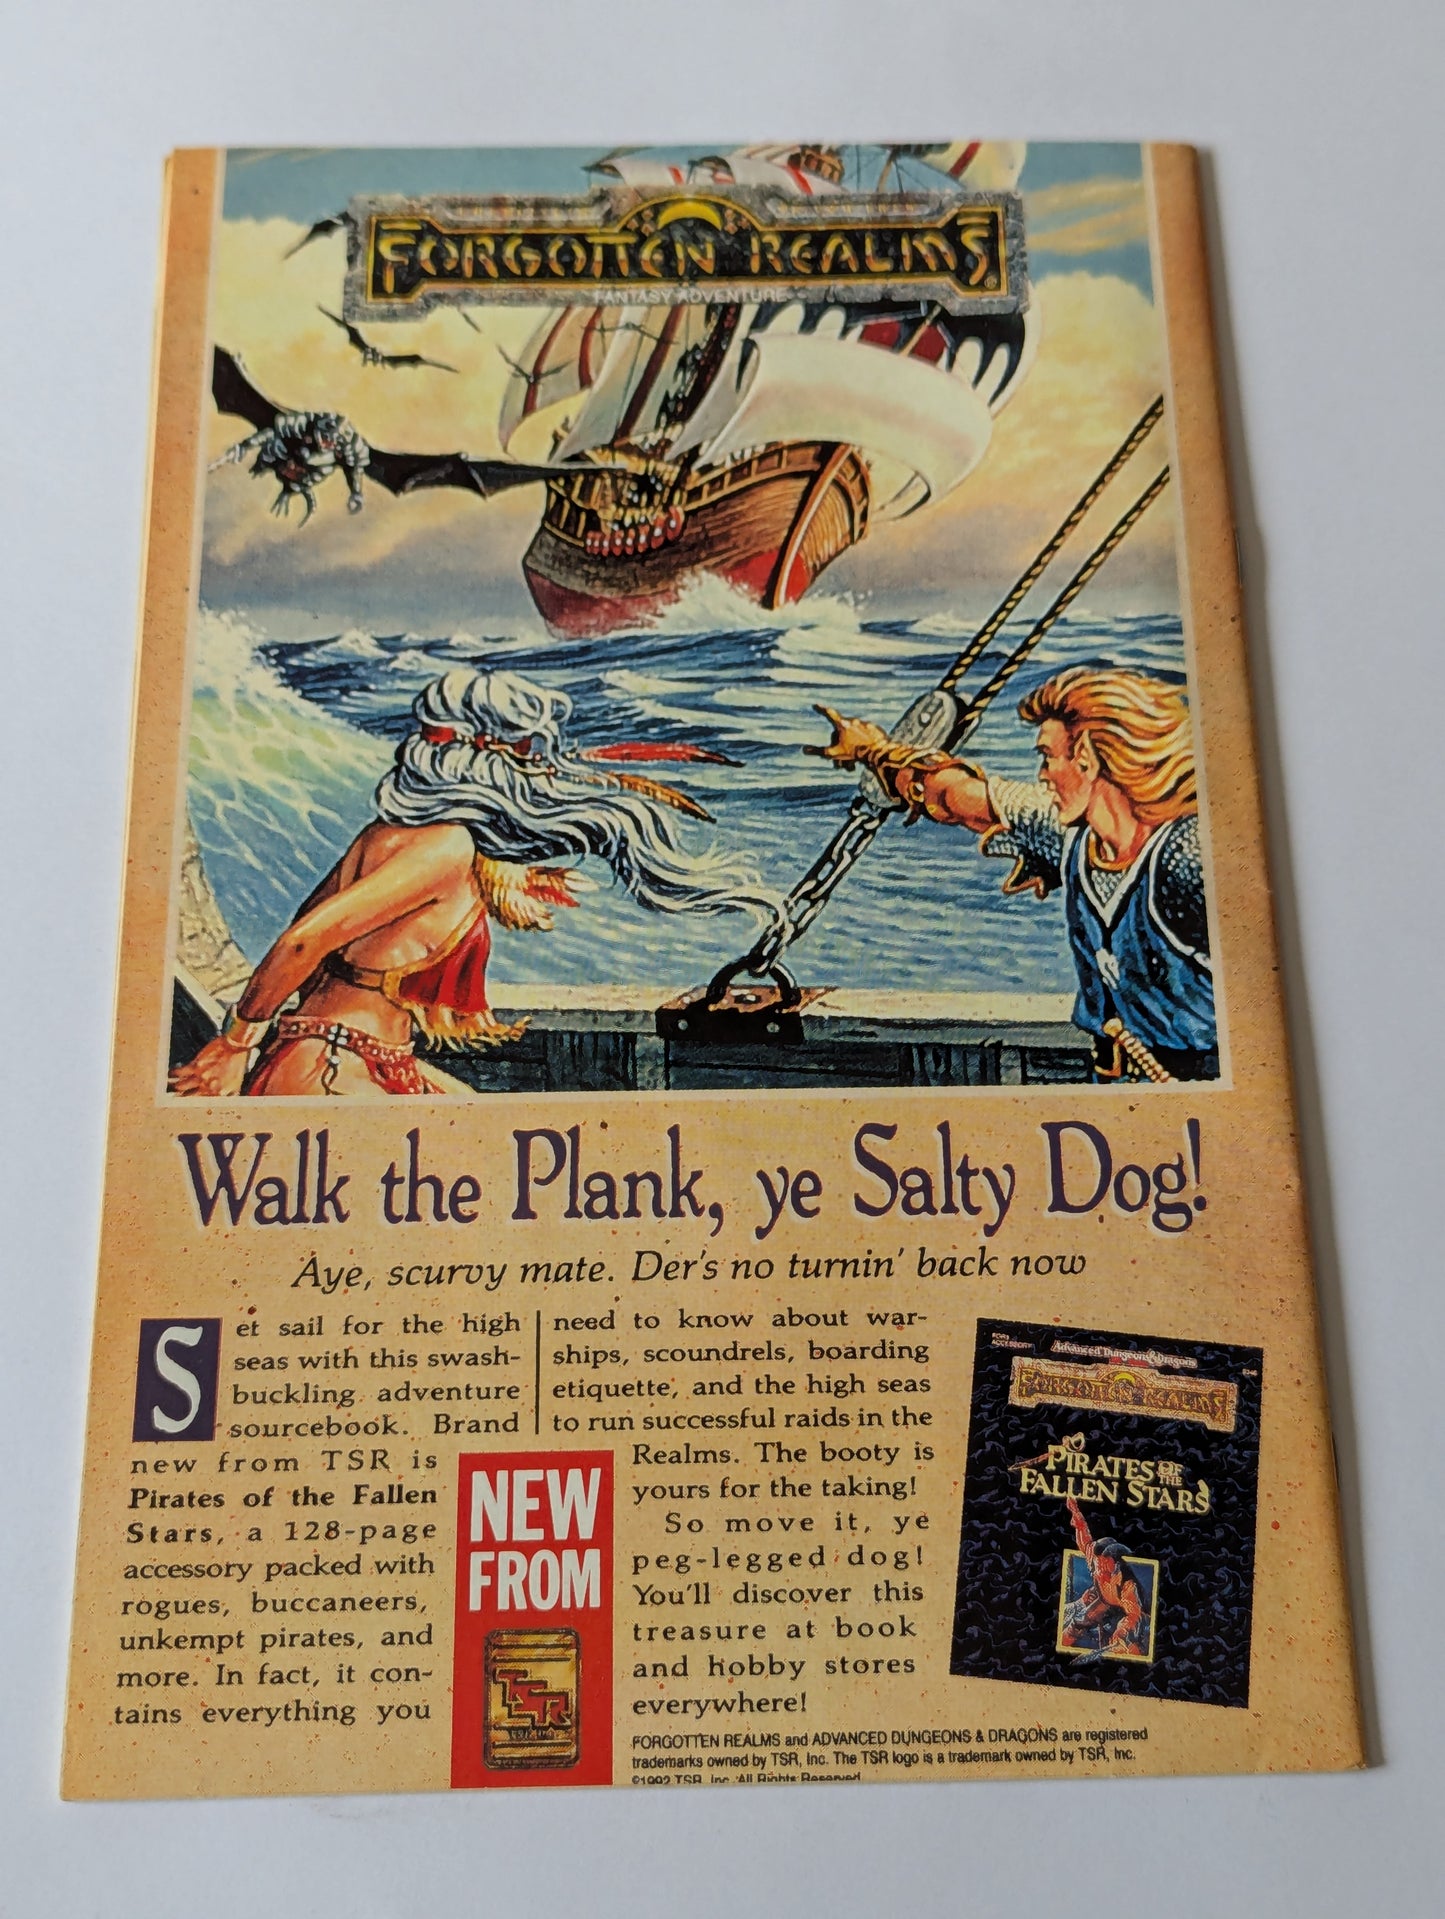 FORGOTTEN REALMS
FANTASY ADVENTURE
Walk the Plank, ye Salty Dog!
Aye, scurvy mate. Der's no turnin' back now
Set sail for the high
seas with this swash-
buckling adventure
sourcebook. Brand
new from TSR is
Pirates of the Fallen
Stars, a 128-page
accessory packed with
rogues, buccaneers,
unkempt pirates, and
more. In fact, it con-
tains everything you
need to know about war-
ships, scoundrels, boarding
etiquette, and the high seas
to run successful raids in the
Realms. The booty is
yours for the taking!
So move it, ye
peg-legged dog!
You'll discover this
treasure at book
and hobby stores
everywhere!
NEW
FROM
TSR
ACCESSORY
Advanced Dungeons & Dragons
FORGOTTEN REALMS
PIRATES OF THE
FALLEN STARS
FORGOTTEN REALMS and ADVANCED DUNGEONS & DRAGONS are registered
trademarks owned by TSR, Inc. The TSR logo is a trademark owned by TSR, Inc.
©1992 TSR, Inc. All Rights Reserved